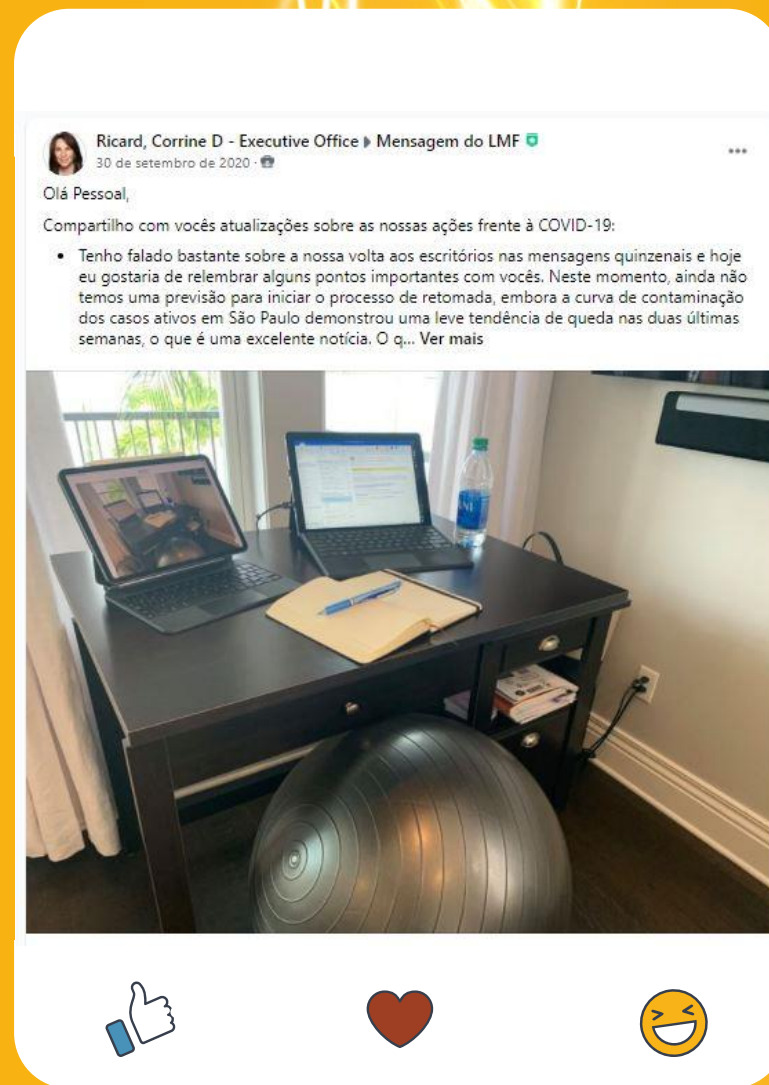 Ricard, Corrine D - Executive Office ▸ Mensagem do LMF
30 de setembro de 2020 ·
Olá Pessoal,
Compartilho com vocês atualizações sobre as nossas ações frente à COVID-19:
• Tenho falado bastante sobre a nossa volta aos escritórios nas mensagens quinzenais e hoje
eu gostaria de relembrar alguns pontos importantes com vocês. Neste momento, ainda não
temos uma previsão para iniciar o processo de retomada, embora a curva de contaminação
dos casos ativos em São Paulo demonstrou uma leve tendência de queda nas duas últimas
semanas, o que é uma excelente notícia. O q... Ver mais